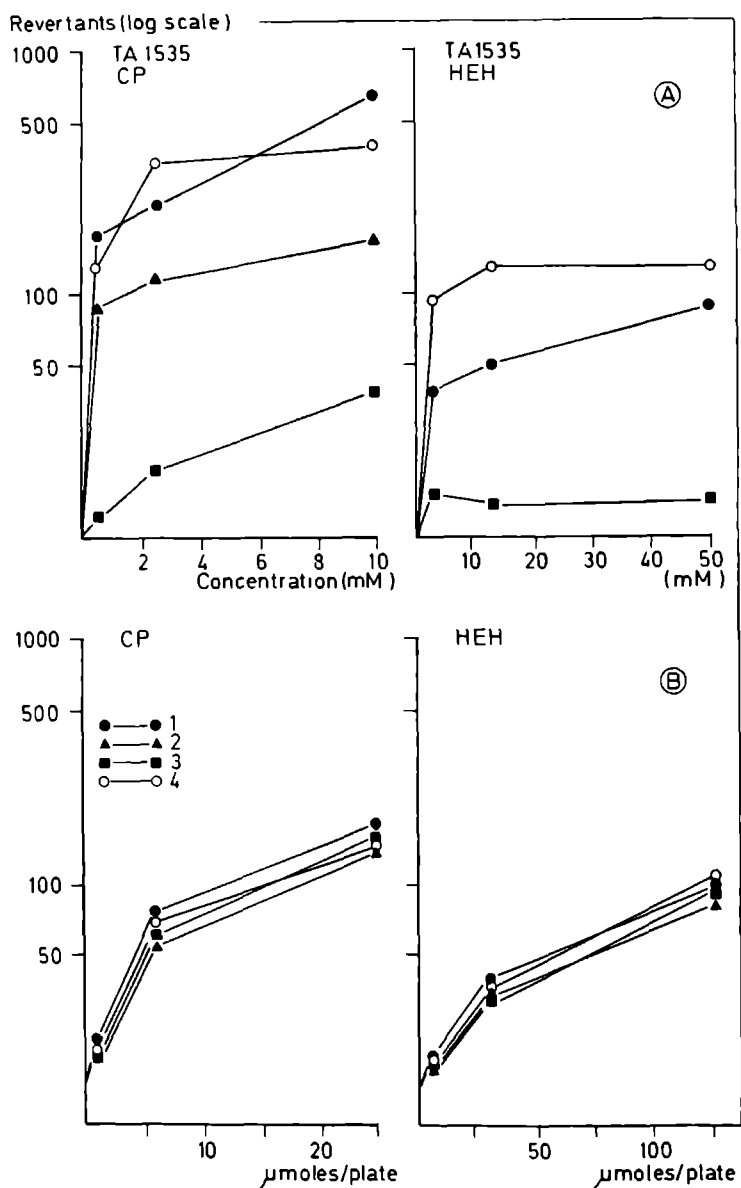 Revertants (log scale)
TA 1535
CP
TA1535
HEH
A
1000
500
100
50
2 4 6 8 10
Concentration (mM)
10 20 30 40 50
(mM)
CP
HEH
B
1000
500
100
50
1
2
3
4
10 20
µmoles/plate
50 100
µmoles/plate